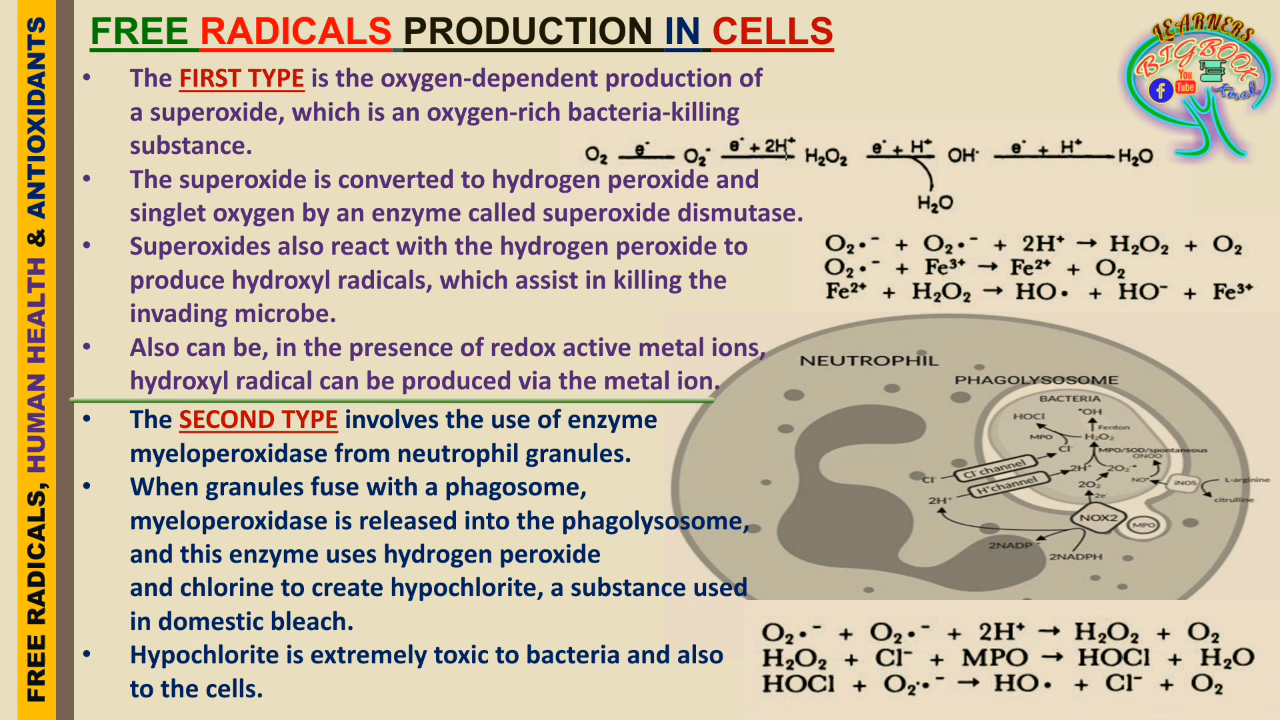 FREE RADICALS PRODUCTION IN CELLS
FREE RADICALS, HUMAN HEALTH & ANTIOXIDANTS
LEARNERS
BIGBOOK
You
Tube
f
• The FIRST TYPE is the oxygen-dependent production of
a superoxide, which is an oxygen-rich bacteria-killing
substance.
• The superoxide is converted to hydrogen peroxide and
singlet oxygen by an enzyme called superoxide dismutase.
• Superoxides also react with the hydrogen peroxide to
produce hydroxyl radicals, which assist in killing the
invading microbe.
• Also can be, in the presence of redox active metal ions,
hydroxyl radical can be produced via the metal ion.
O₂ e⁻ O₂⁻ e⁻ + 2H⁺ H₂O₂ e⁻ + H⁺ OH· e⁻ + H⁺ H₂O
H₂O
O₂•⁻ + O₂•⁻ + 2H⁺ → H₂O₂ + O₂
O₂•⁻ + Fe³⁺ → Fe²⁺ + O₂
Fe²⁺ + H₂O₂ → HO• + HO⁻ + Fe³⁺
• The SECOND TYPE involves the use of enzyme
myeloperoxidase from neutrophil granules.
• When granules fuse with a phagosome,
myeloperoxidase is released into the phagolysosome,
and this enzyme uses hydrogen peroxide
and chlorine to create hypochlorite, a substance used
in domestic bleach.
• Hypochlorite is extremely toxic to bacteria and also
to the cells.
NEUTROPHIL
PHAGOLYSOSOME
BACTERIA
HOCl
•OH
Fenton
MPO
H₂O₂
Cl⁻
MPO/SOD/spontaneous
ONOO⁻
Cl⁻ Cl⁻ channel
2H⁺ 2O₂⁻•
2H⁺ H⁺channel
2O₂
2e⁻
NO• iNOS
L-arginine
citrulline
NOX2
MPO
2NADP⁻
2NADPH
O₂•⁻ + O₂•⁻ + 2H⁺ → H₂O₂ + O₂
H₂O₂ + Cl⁻ + MPO → HOCl + H₂O
HOCl + O₂•⁻ → HO• + Cl⁻ + O₂